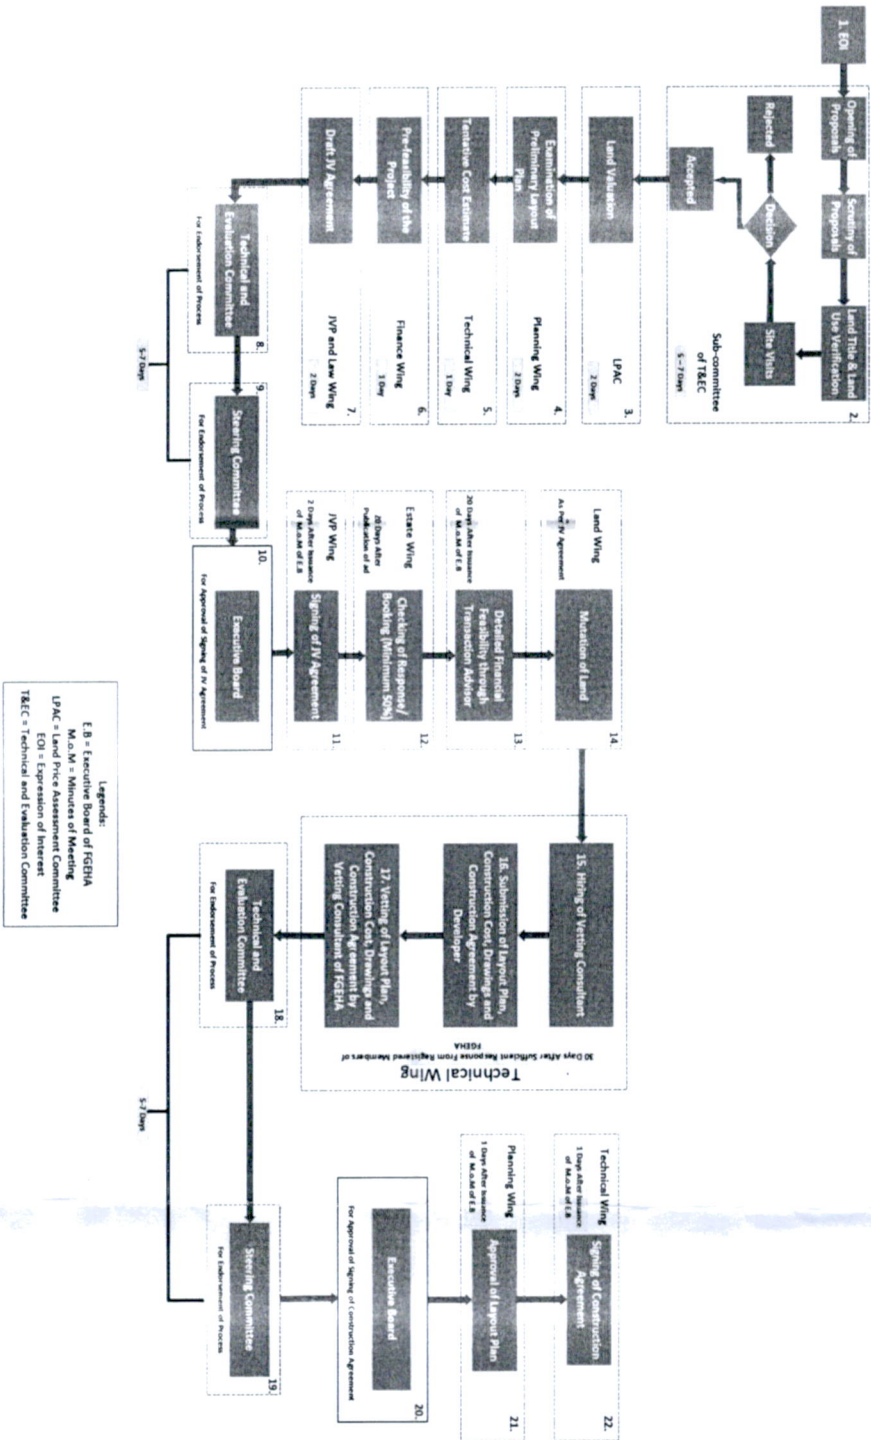 1. EOI
Opening of
Proposals
Scrutiny of
Proposals
Land Title & Land
Use Verification
2.
Site Visits
Decision
Rejected
Accepted
Sub-committee
of T&EC
5 – 7 Days
Land Valuation
LPAC
2 Days
3.
Examination of
Preliminary Layout
Plan
Planning Wing
2 Days
4.
Tentative Cost Estimate
Technical Wing
1 Day
5.
Pre-feasibility of the
Project
Finance Wing
1 Day
6.
Draft JV Agreement
JVP and Law Wing
2 Days
7.
Technical and
Evaluation Committee
8.
For Endorsement of Process
Steering Committee
9.
For Endorsement of Process
5-7 Days
10.
Executive Board
For Approval of Signing of JV Agreement
JVP Wing
2 Days After Issuance
of M.o.M of E.B
Signing of JV Agreement
11.
Estate Wing
20 Days After
Publication of ad
Checking of Response/
Booking (Minimum 50%)
12.
20 Days After Issuance
of M.o.M of E.B
Detailed Financial
Feasibility through
Transaction Advisor
13.
Land Wing
As Per JV Agreement
Mutation of Land
14.
15. Hiring of Vetting Consultant
16. Submission of Layout Plan,
Construction Cost, Drawings and
Construction Agreement by
Developer
17. Vetting of Layout Plan,
Construction Cost, Drawings and
Construction Agreement by
Vetting Consultant of FGEHA
Technical Wing
30 Days After Sufficient Response From Registered Members of
FGEHA
Technical and
Evaluation Committee
18.
For Endorsement of Process
Steering Committee
19.
For Endorsement of Process
5-7 Days
Executive Board
20.
For Approval of Signing of Construction Agreement
Planning Wing
1 Days After Issuance
of M.o.M of E.B
Approval of Layout Plan
21.
Technical Wing
1 Days After Issuance
of M.o.M of E.B
Signing of Construction
Agreement
22.
Legends:
E.B = Executive Board of FGEHA
M.o.M = Minutes of Meeting
LPAC = Land Price Assessment Committee
EOI = Expression of Interest
T&EC = Technical and Evaluation Committee